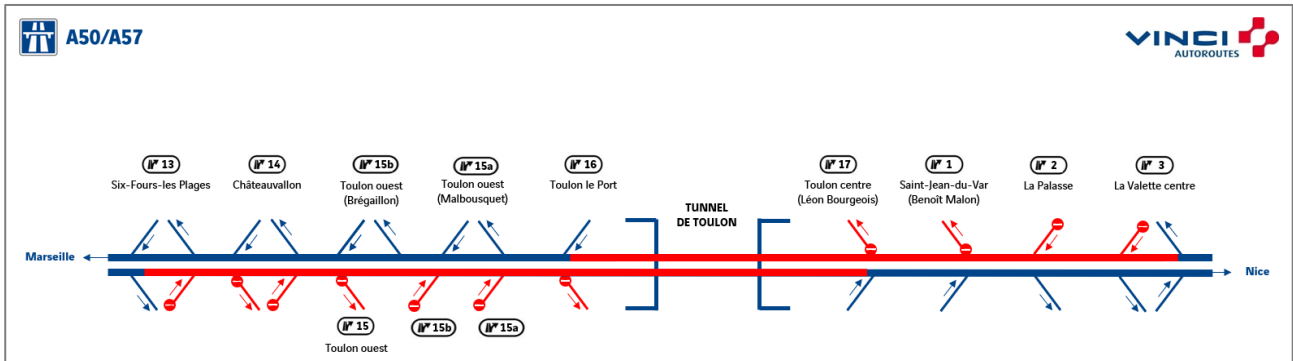 A50/A57
VINCI
AUTOROUTES
13
14
15b
15a
16
17
1
2
3
Six-Fours-les Plages
Châteauvallon
Toulon ouest
(Brégaillon)
Toulon ouest
(Malbousquet)
Toulon le Port
Toulon centre
(Léon Bourgeois)
Saint-Jean-du-Var
(Benoît Malon)
La Palasse
La Valette centre
TUNNEL
DE TOULON
Marseille
Nice
15
15b
15a
Toulon ouest